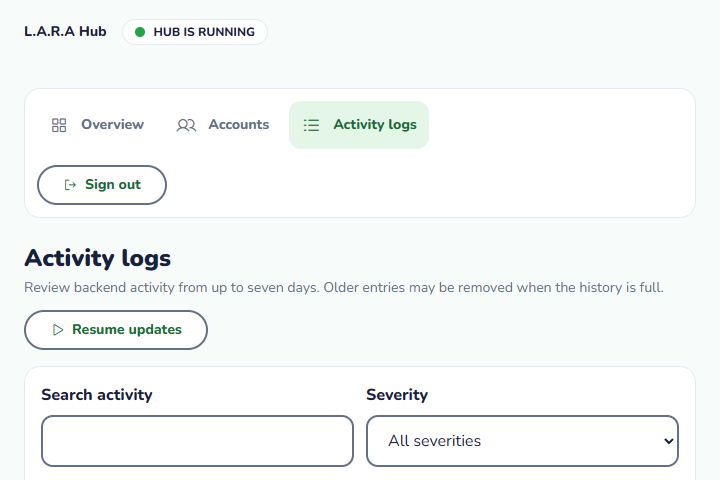 L.A.R.A Hub
HUB IS RUNNING
Overview
Accounts
Activity logs
Sign out
Activity logs
Review backend activity from up to seven days. Older entries may be removed when the history is full.
Resume updates
Search activity
Severity
All severities